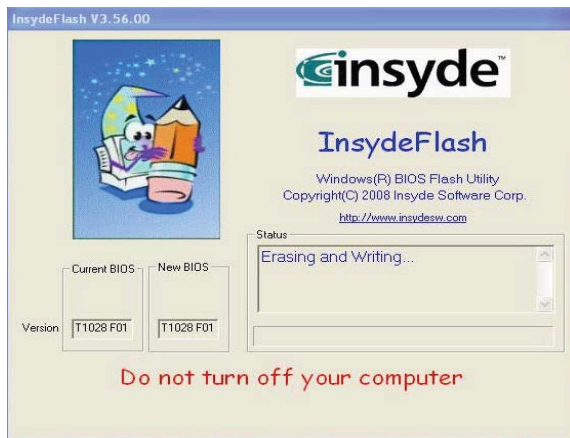 InsydeFlash V3.56.00
insyde™
InsydeFlash
Windows(R) BIOS Flash Utility
Copyright(C) 2008 Insyde Software Corp.
http://www.insydesw.com
Status
Erasing and Writing...
Current BIOS
New BIOS
Version
T1028 F01
T1028 F01
Do not turn off your computer